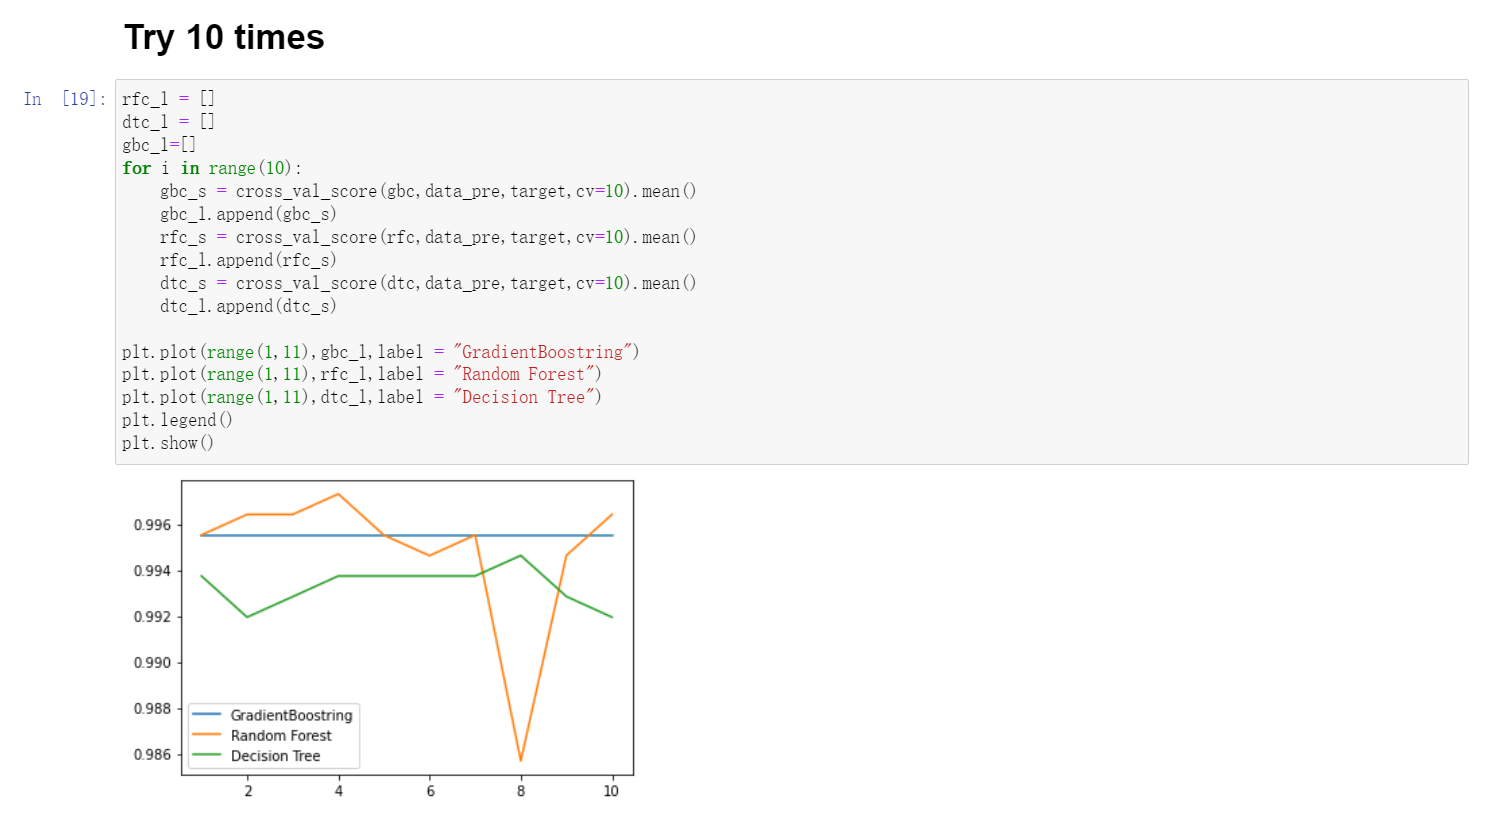 Try 10 times
In [19]:
rfc_l = []
dtc_l = []
gbc_l=[]
for i in range(10):
    gbc_s = cross_val_score(gbc,data_pre,target,cv=10).mean()
    gbc_l.append(gbc_s)
    rfc_s = cross_val_score(rfc,data_pre,target,cv=10).mean()
    rfc_l.append(rfc_s)
    dtc_s = cross_val_score(dtc,data_pre,target,cv=10).mean()
    dtc_l.append(dtc_s)
plt.plot(range(1,11),gbc_l,label = "GradientBoostring")
plt.plot(range(1,11),rfc_l,label = "Random Forest")
plt.plot(range(1,11),dtc_l,label = "Decision Tree")
plt.legend()
plt.show()
0.996
0.994
0.992
0.990
0.988
0.986
GradientBoostring
Random Forest
Decision Tree
2 4 6 8 10